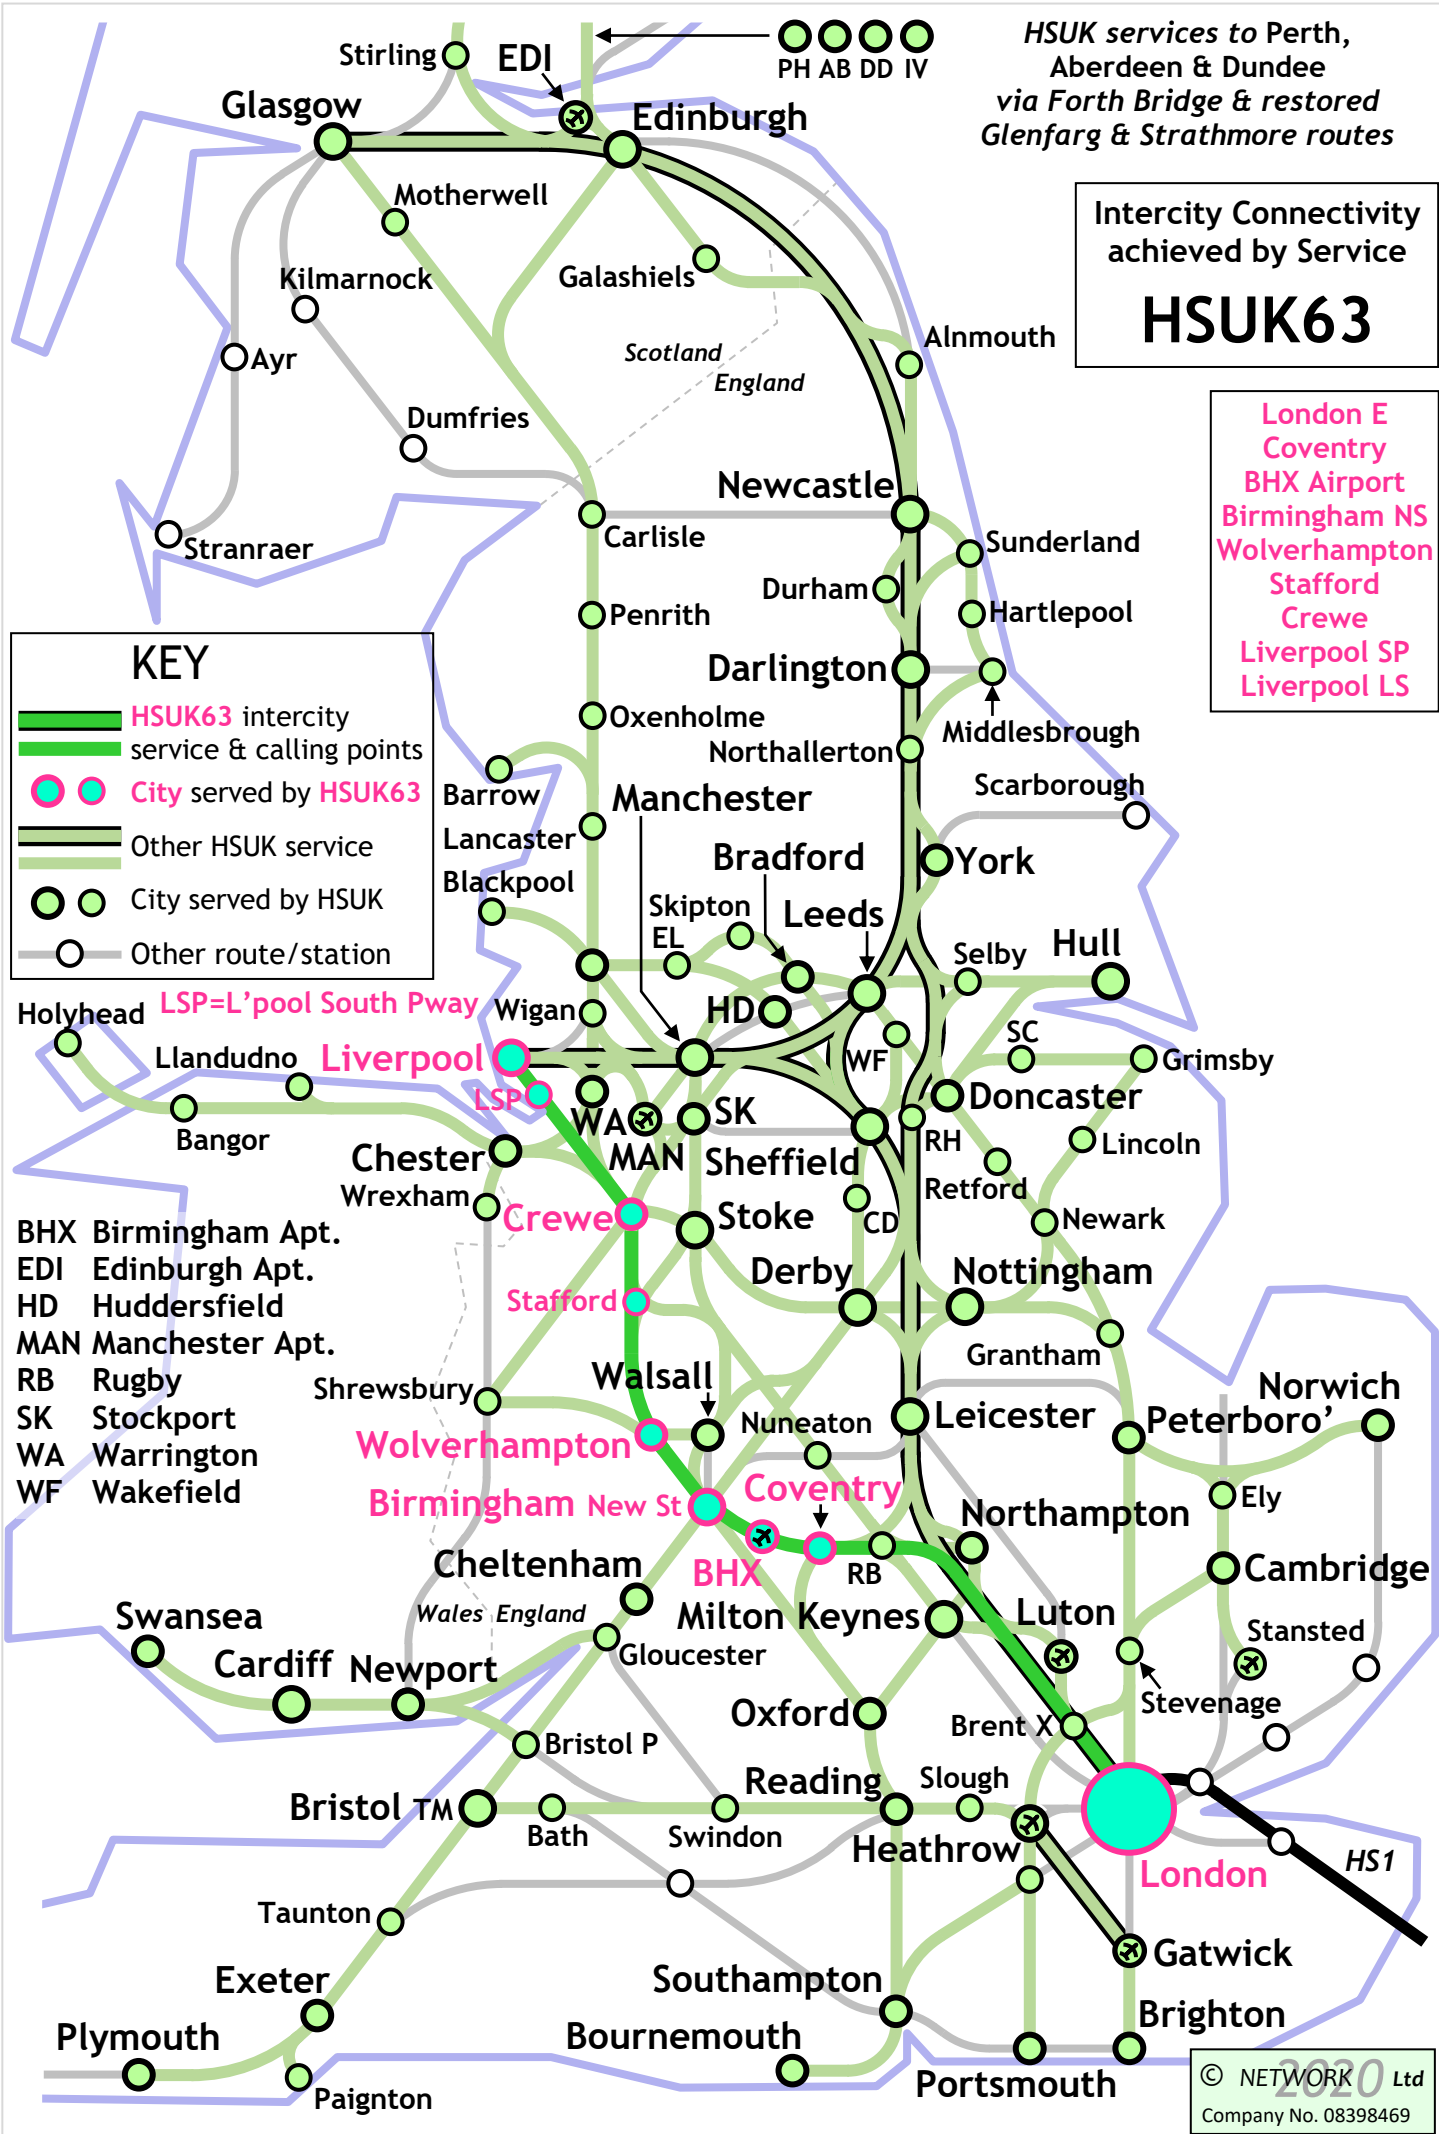 Stirling
EDI
PH AB DD IV
HSUK services to Perth,
Aberdeen & Dundee
via Forth Bridge & restored
Glenfarg & Strathmore routes
Glasgow
Edinburgh
Motherwell
Galashiels
Kilmarnock
Ayr
Intercity Connectivity
achieved by Service
HSUK63
Scotland
England
Alnmouth
Dumfries
London E
Coventry
BHX Airport
Birmingham NS
Wolverhampton
Stafford
Crewe
Liverpool SP
Liverpool LS
Newcastle
Carlisle
Stranraer
Sunderland
Durham
Penrith
Hartlepool
Darlington
Oxenholme
Middlesbrough
Northallerton
KEY
HSUK63 intercity
service & calling points
City served by HSUK63
Other HSUK service
City served by HSUK
Other route/station
Barrow
Manchester
Scarborough
Lancaster
Bradford
York
Blackpool
Skipton
EL
Leeds
Selby
Hull
LSP=L'pool South Pway
Wigan
HD
Holyhead
Llandudno
Liverpool
WF
SC
Grimsby
LSP
WA
MAN
SK
Doncaster
Bangor
RH
Lincoln
Chester
Sheffield
Wrexham
Retford
Crewe
Stoke
CD
Newark
BHX Birmingham Apt.
EDI Edinburgh Apt.
HD Huddersfield
MAN Manchester Apt.
RB Rugby
SK Stockport
WA Warrington
WF Wakefield
Derby
Nottingham
Stafford
Grantham
Shrewsbury
Walsall
Norwich
Nuneaton
Leicester
Peterboro'
Wolverhampton
Birmingham New St
Coventry
Ely
Northampton
BHX
RB
Cheltenham
Cambridge
Wales England
Milton Keynes
Luton
Stansted
Swansea
Gloucester
Cardiff
Newport
Stevenage
Oxford
Brent X
Bristol P
Reading
Slough
Bristol TM
Bath
Swindon
Heathrow
London
HS1
Taunton
Gatwick
Exeter
Southampton
Brighton
Plymouth
Bournemouth
Paignton
Portsmouth
© NETWORK 2020 Ltd
Company No. 08398469